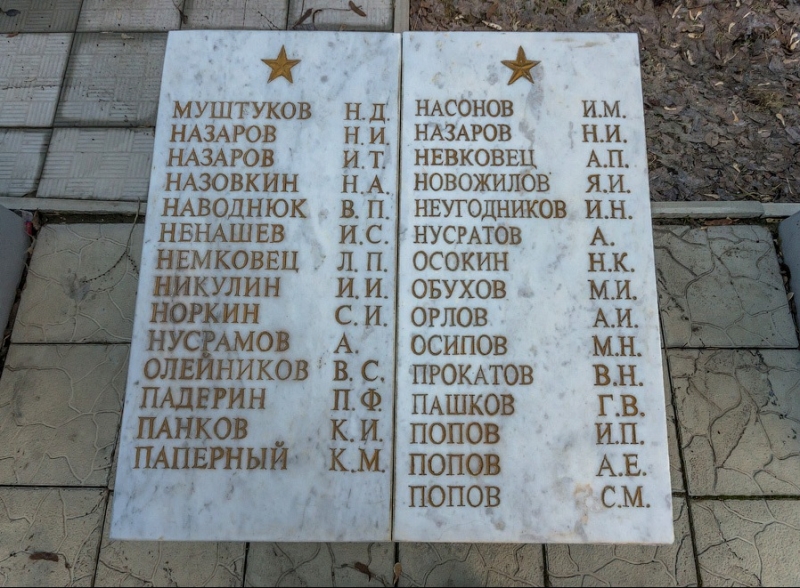 МУШТУКОВ Н.Д.
НАЗАРОВ Н.И.
НАЗАРОВ И.Т.
НАЗОВКИН Н.А.
НАВОДНЮК В.П.
НЕНАШЕВ И.С.
НЕМКОВЕЦ Л.П.
НИКУЛИН И.И.
НОРКИН С.И.
НУСРАМОВ А.
ОЛЕЙНИКОВ В.С.
ПАДЕРИН П.Ф.
ПАНКОВ К.И.
ПАПЕРНЫЙ К.М.
НАСОНОВ И.М.
НАЗАРОВ Н.И.
НЕВКОВЕЦ А.П.
НОВОЖИЛОВ Я.И.
НЕУГОДНИКОВ И.Н.
НУСРАТОВ А.
ОСОКИН Н.К.
ОБУХОВ М.И.
ОРЛОВ А.И.
ОСИПОВ М.Н.
ПРОКАТОВ В.Н.
ПАШКОВ Г.В.
ПОПОВ И.П.
ПОПОВ А.Е.
ПОПОВ С.М.